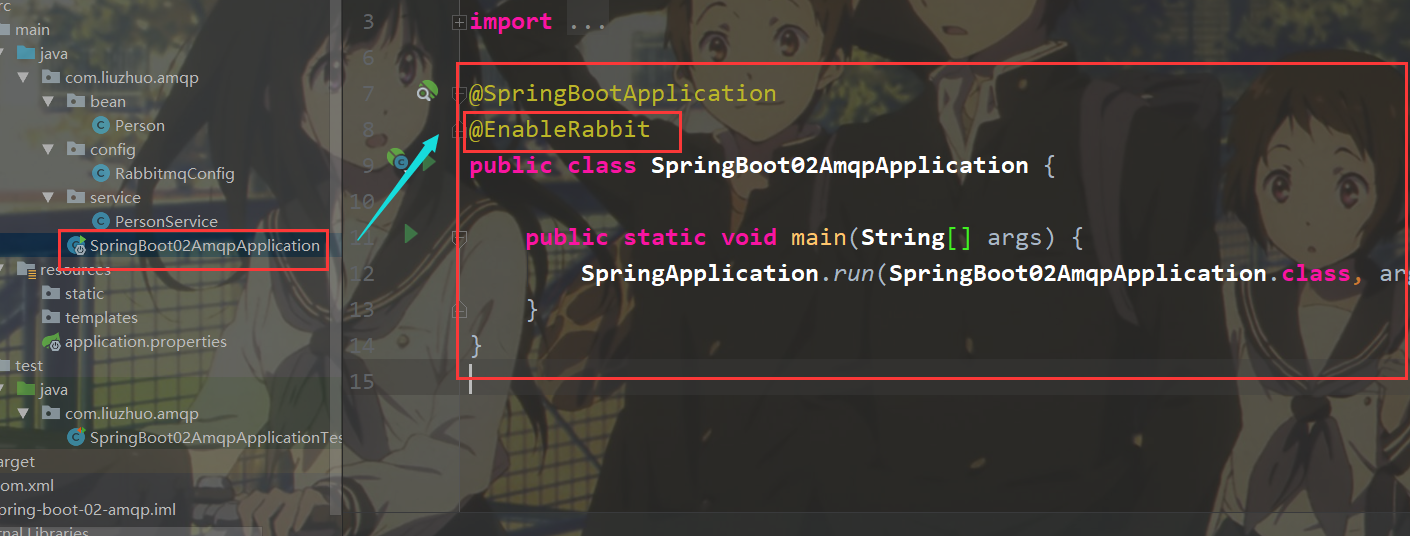 rc
main
java
com.liuzhuo.amqp
bean
Person
config
RabbitmqConfig
service
PersonService
SpringBoot02AmqpApplication
resources
static
templates
application.properties
test
java
com.liuzhuo.amqp
SpringBoot02AmqpApplicationTes
arget
om.xml
pring-boot-02-amqp.iml
rnal Libraries
3 import ...
6
7 @SpringBootApplication
8 @EnableRabbit
9 public class SpringBoot02AmqpApplication {
10
11 public static void main(String[] args) {
12 SpringApplication.run(SpringBoot02AmqpApplication.class, arg
13 }
14 }
15